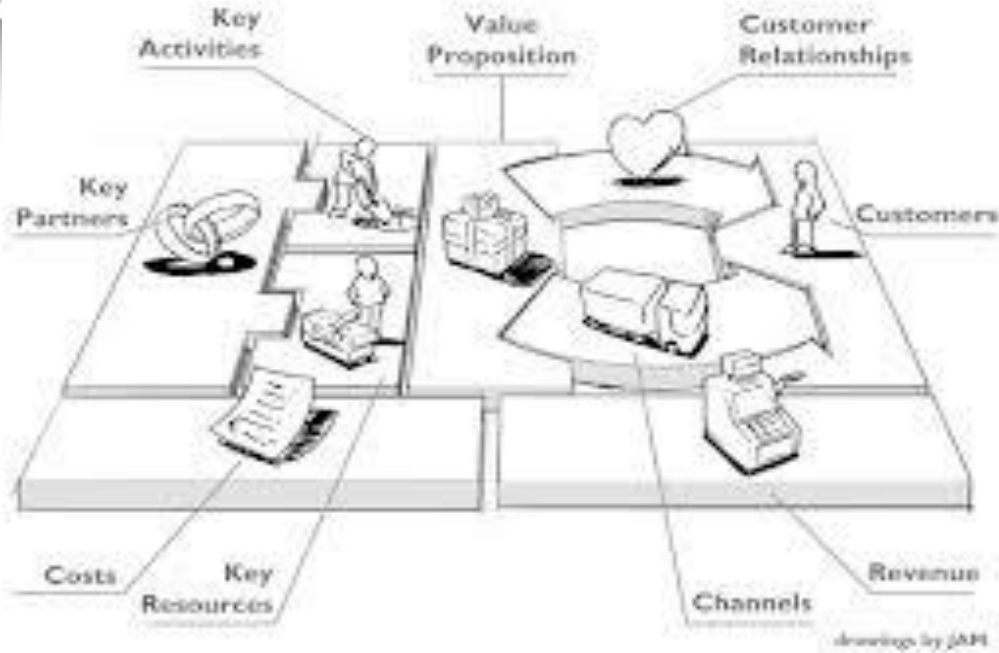 Key
Activities
Value
Proposition
Customer
Relationships
Key
Partners
Customers
Costs
Key
Resources
Channels
Revenue
drawings by JAM